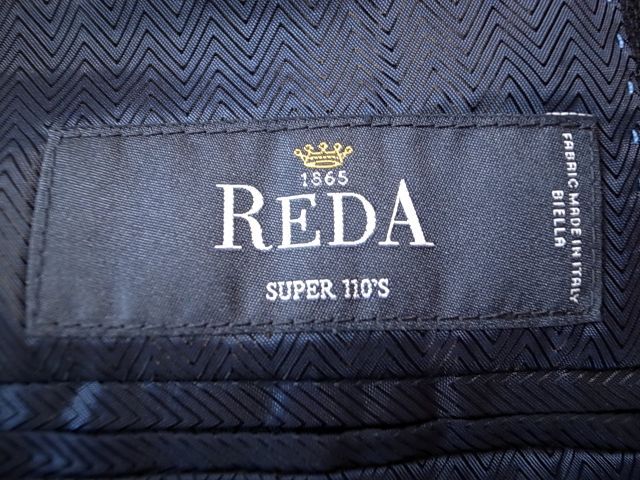 1865
REDA
SUPER 110'S
FABRIC MADE IN ITALY
BIELLA